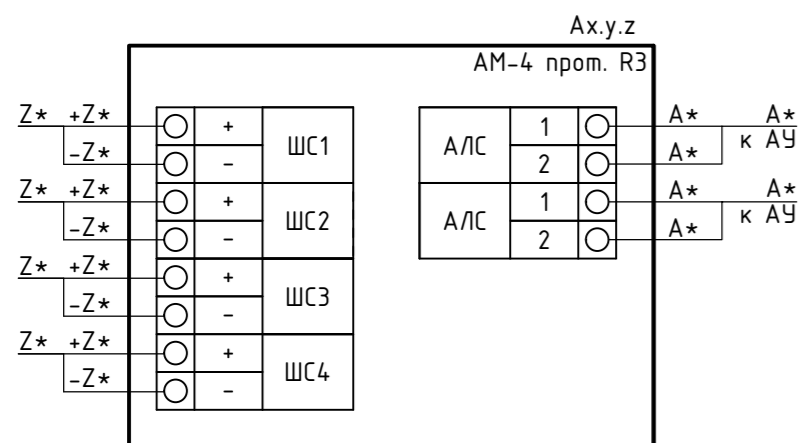 Ax.y.z
АМ-4 прот. R3
Z* +Z* + ШС1 АЛС 1 A* A*
-Z* - 2 A* к АУ
Z* +Z* + ШС2 АЛС 1 A* A*
-Z* - 2 A* к АУ
Z* +Z* + ШС3
-Z* -
Z* +Z* + ШС4
-Z* -